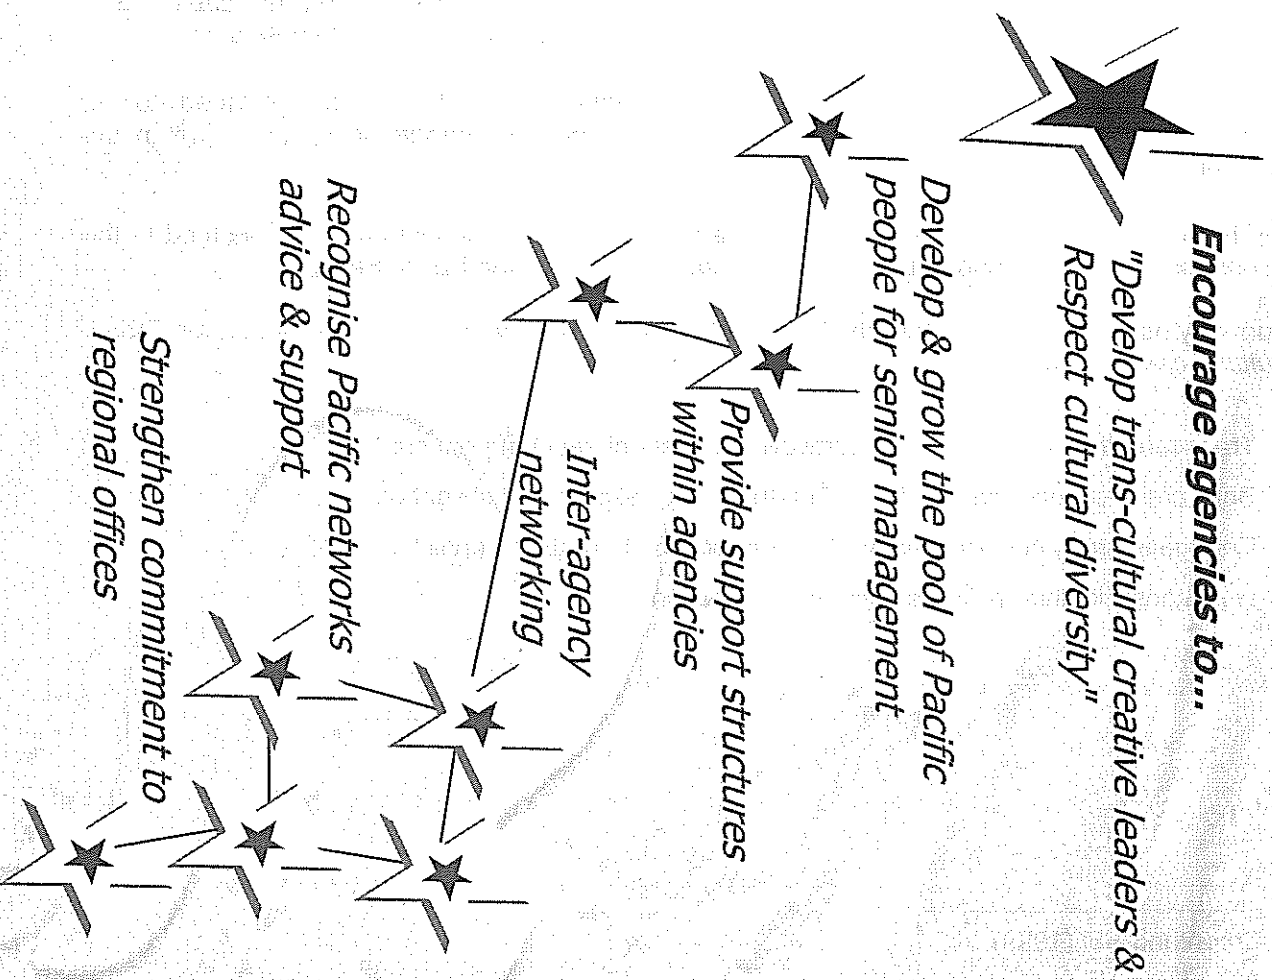 Encourage agencies to...
"Develop trans-cultural creative leaders &
Respect cultural diversity"
Develop & grow the pool of Pacific
people for senior management
Provide support structures
within agencies
Inter-agency
networking
Recognise Pacific networks
advice & support
Strengthen commitment to
regional offices